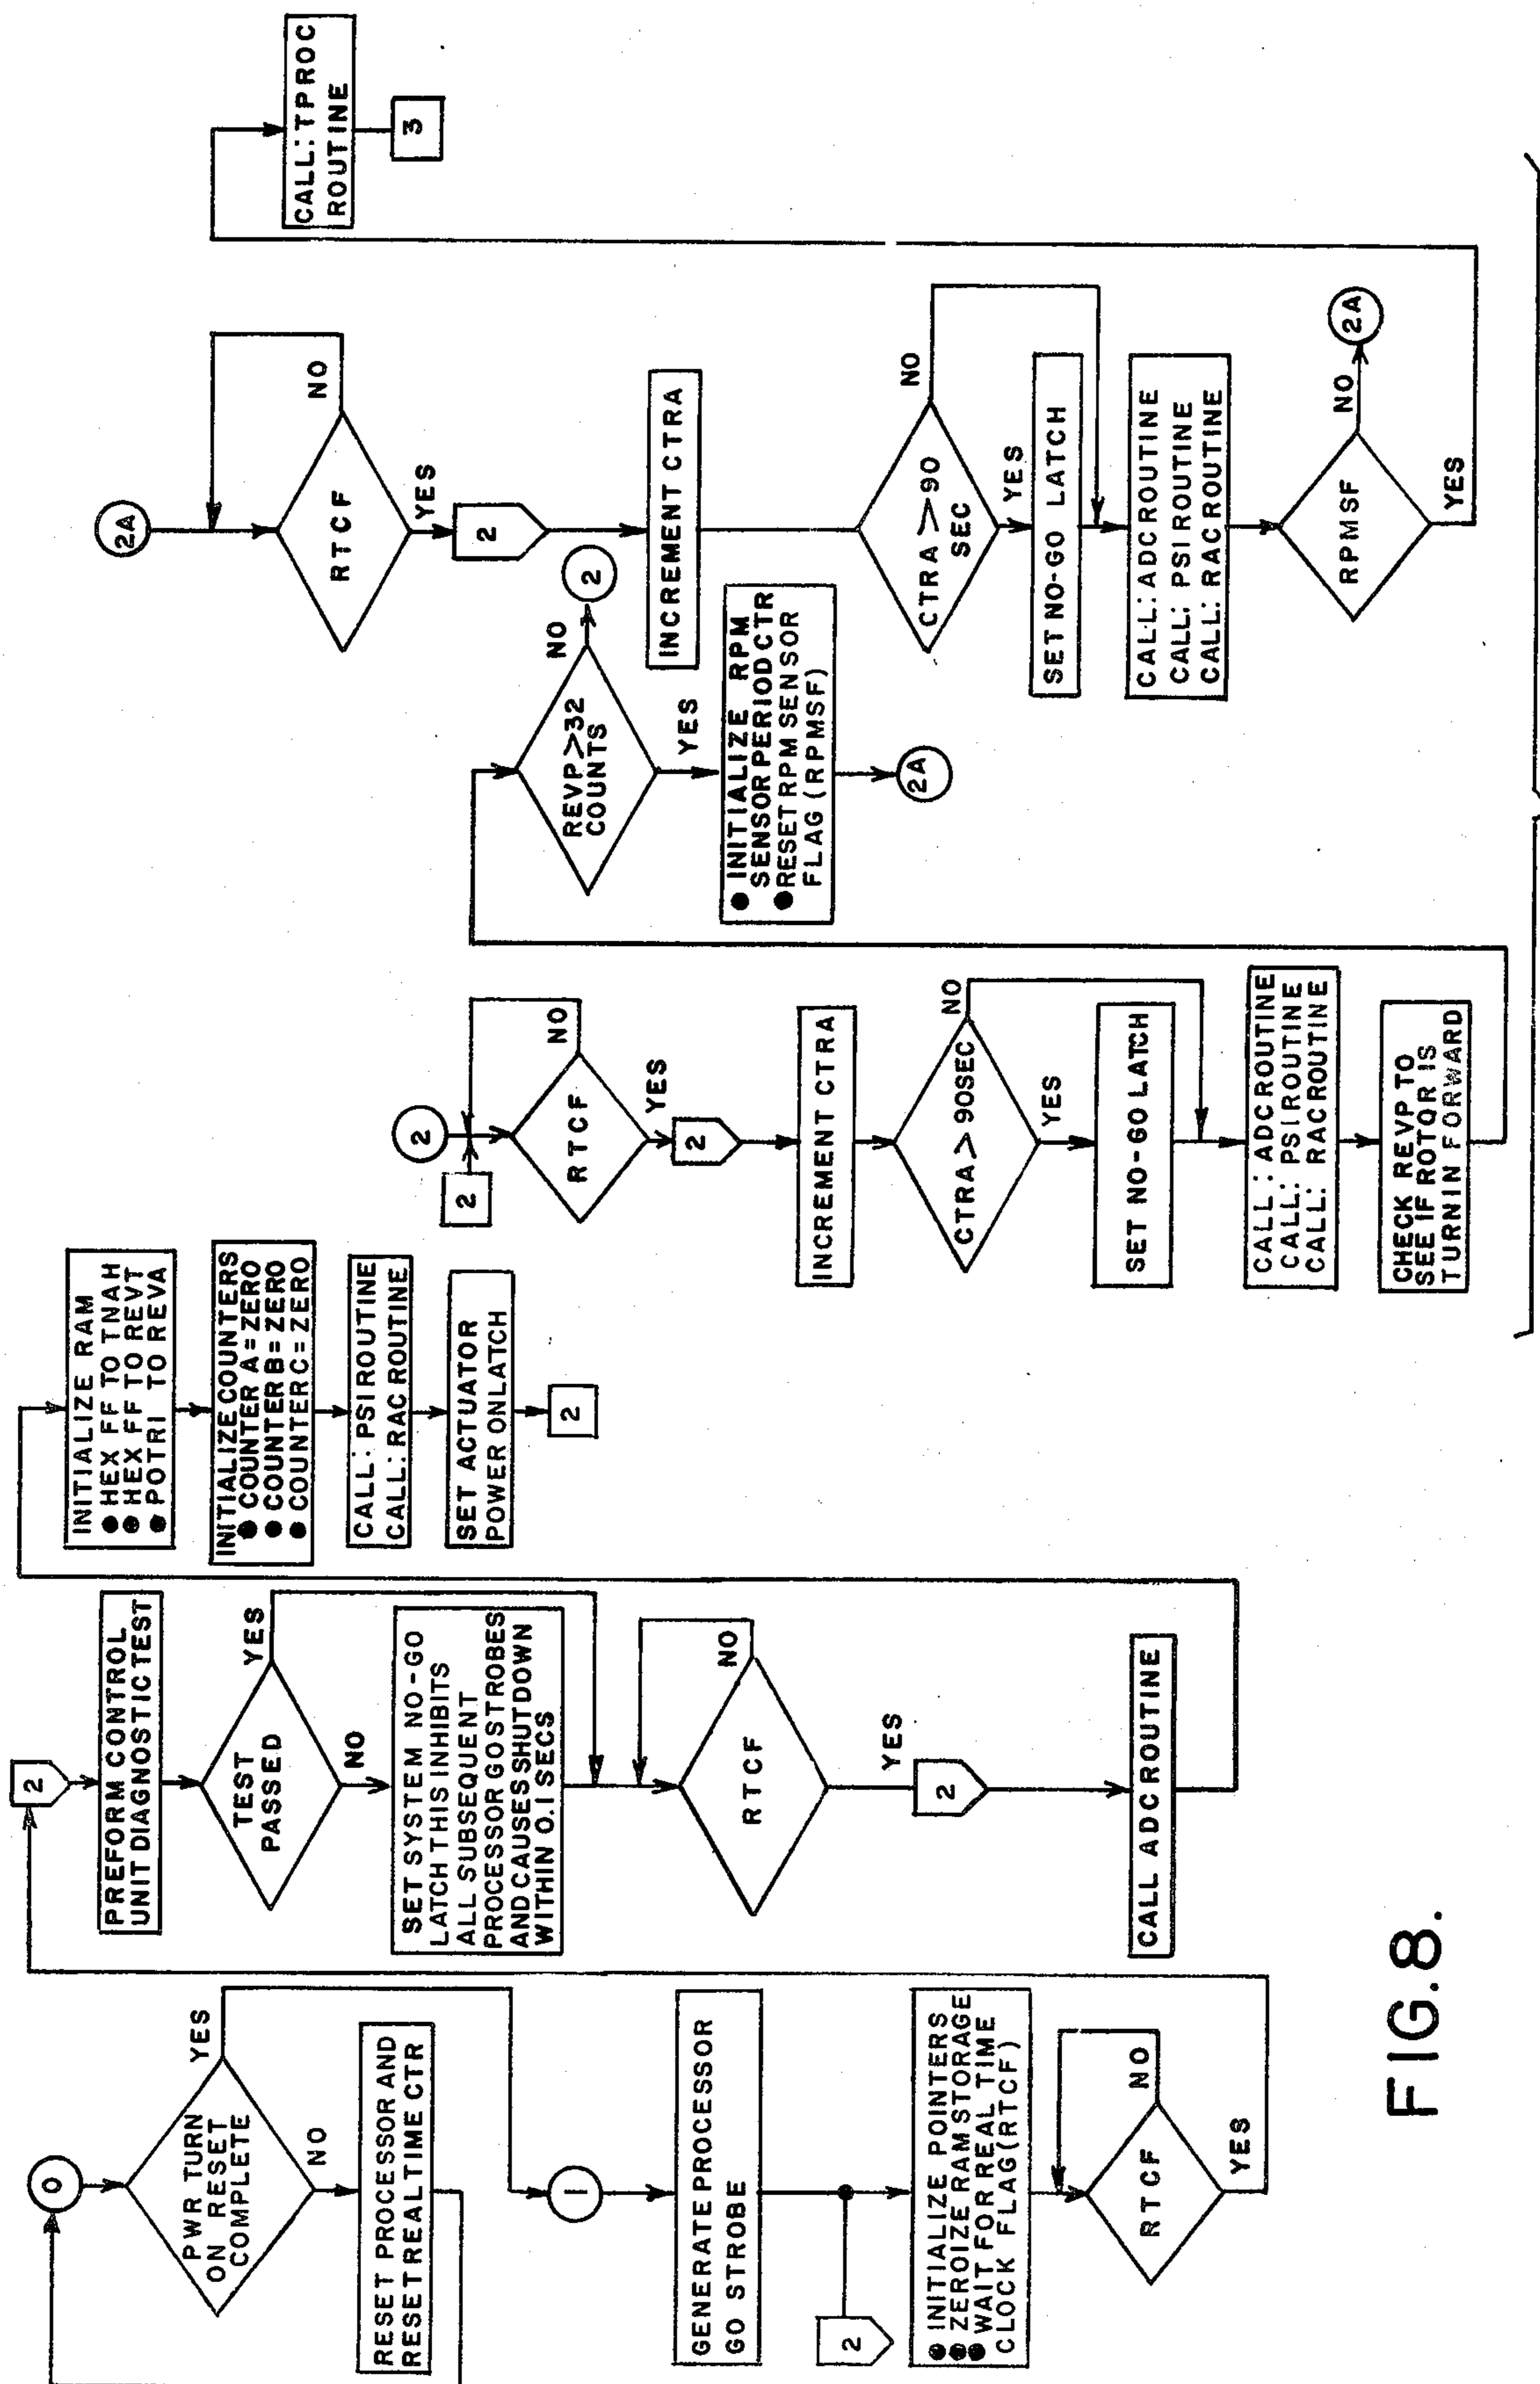 0
PWR TURN
ON RESET
COMPLETE
YES
NO
RESET PROCESSOR AND
RESET REAL TIME CTR
1
GENERATE PROCESSOR
GO STROBE
2
● INITIALIZE POINTERS
● ZEROIZE RAM STORAGE
● WAIT FOR REAL TIME
CLOCK FLAG (RTCF)
RTCF
NO
YES
2
PREFORM CONTROL
UNIT DIAGNOSTIC TEST
TEST
PASSED
YES
NO
SET SYSTEM NO-GO
LATCH THIS INHIBITS
ALL SUBSEQUENT
PROCESSOR GO STROBES
AND CAUSES SHUTDOWN
WITHIN 0.1 SECS
RTCF
NO
YES
2
CALL ADC ROUTINE
INITIALIZE RAM
● HEX FF TO TNAH
● HEX FF TO REVT
● POTRI TO REVA
INITIALIZE COUNTERS
● COUNTER A = ZERO
● COUNTER B = ZERO
● COUNTER C = ZERO
CALL: PSI ROUTINE
CALL: RAC ROUTINE
SET ACTUATOR
POWER ON LATCH
2
2
2
RTCF
NO
YES
2
INCREMENT CTRA
CTRA > 90 SEC
NO
YES
SET NO-GO LATCH
CALL: ADC ROUTINE
CALL: PSI ROUTINE
CALL: RAC ROUTINE
CHECK REVP TO
SEE IF ROTOR IS
TURNIN FORWARD
REVP > 32
COUNTS
NO
2
YES
● INITIALIZE RPM
SENSOR PERIOD CTR
● RESET RPM SENSOR
FLAG (RPMSF)
2A
2A
RTCF
NO
YES
2
INCREMENT CTRA
CTRA > 90
SEC
NO
YES
SET NO-GO LATCH
CALL: ADC ROUTINE
CALL: PSI ROUTINE
CALL: RAC ROUTINE
RPMSF
NO
2A
YES
CALL: TPROC
ROUTINE
3
FIG. 8.